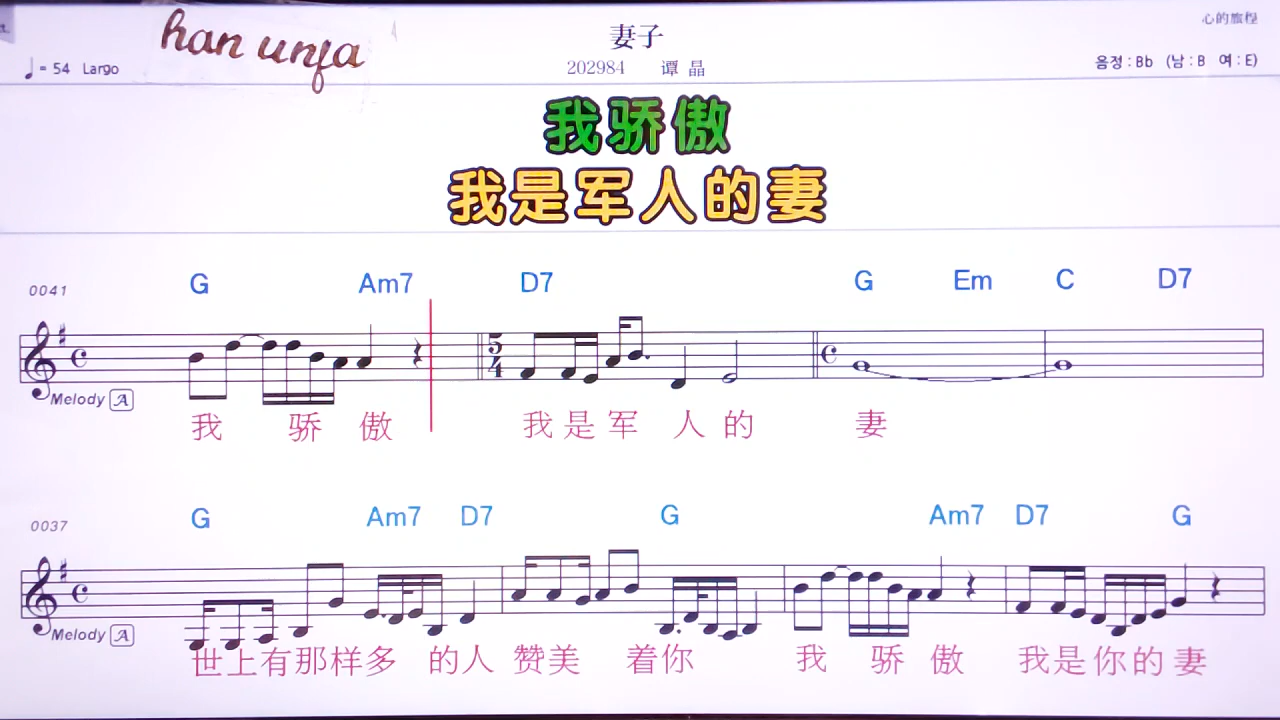 han unja
妻子
心的旅程
♩= 54 Largo
202984 谭 晶
음정 : Bb (남 : B 여 : E)
我骄傲
我是军人的妻
0041
G Am7 D7 G Em C D7
5
4
Melody A
我 骄 傲 我是军 人 的 妻
0037
G Am7 D7 G Am7 D7 G
Melody A
世上有那样多 的人 赞美 着你 我 骄 傲 我是你的妻